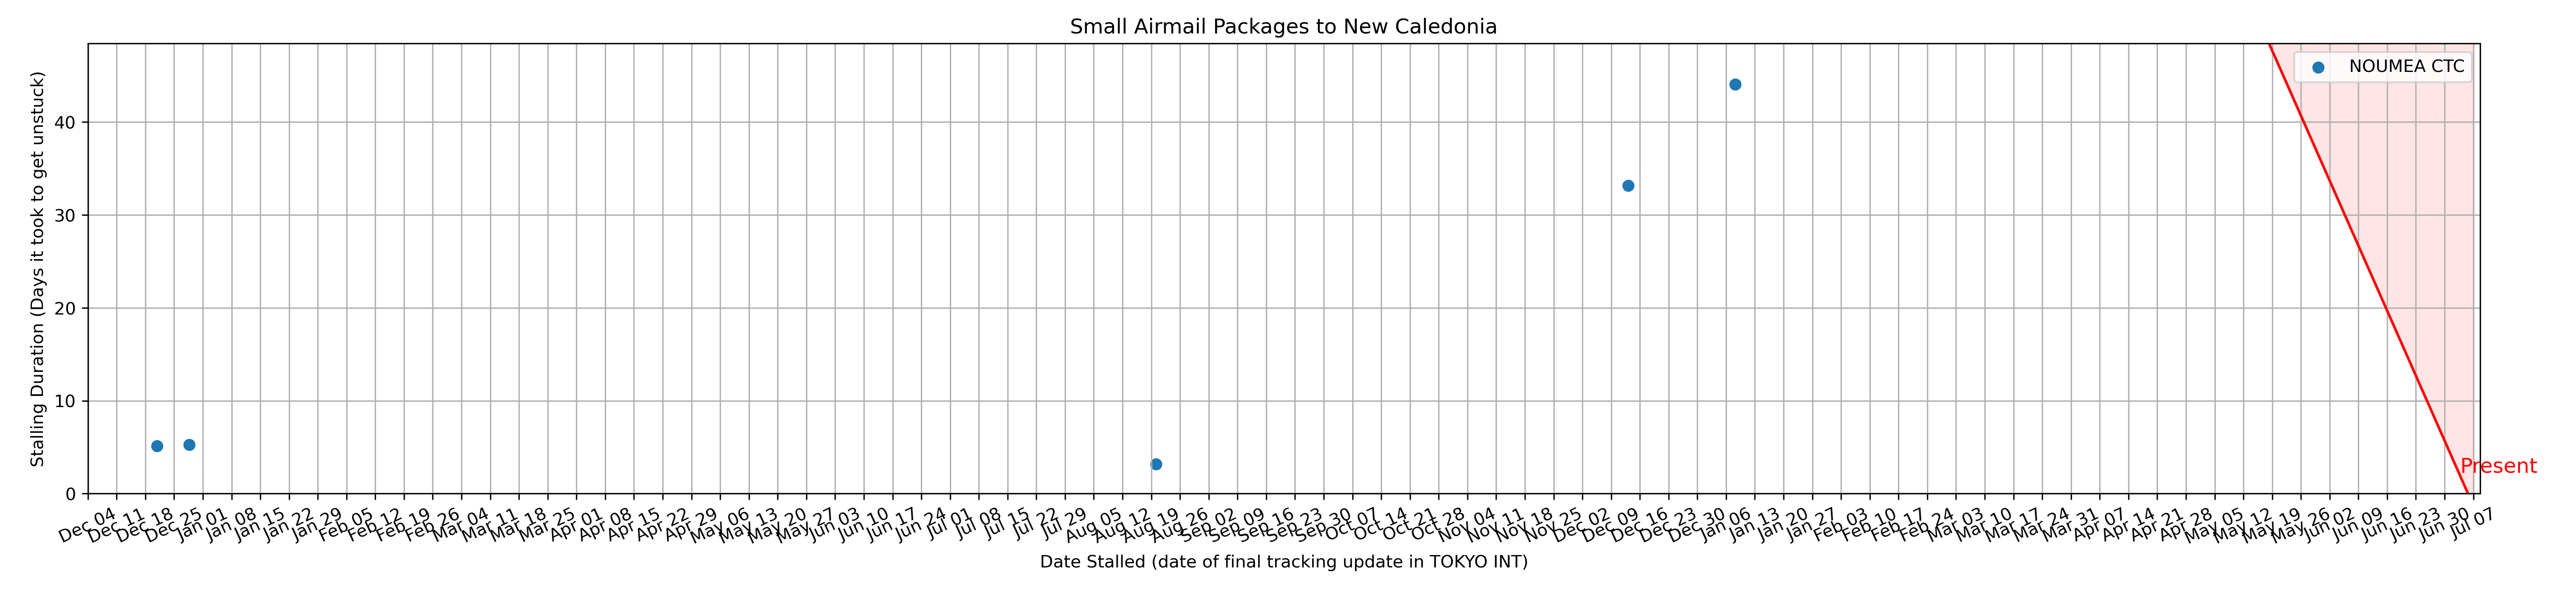 Small Airmail Packages to New Caledonia
NOUMEA CTC
Stalling Duration (Days it took to get unstuck)
40
30
20
10
0
Present
Dec 04 Dec 11 Dec 18 Dec 25 Jan 01 Jan 08 Jan 15 Jan 22 Jan 29 Feb 05 Feb 12 Feb 19 Feb 26 Mar 04 Mar 11 Mar 18 Mar 25 Apr 01 Apr 08 Apr 15 Apr 22 Apr 29 May 06 May 13 May 20 May 27 Jun 03 Jun 10 Jun 17 Jun 24 Jul 01 Jul 08 Jul 15 Jul 22 Jul 29 Aug 05 Aug 12 Aug 19 Aug 26 Sep 02 Sep 09 Sep 16 Sep 23 Sep 30 Oct 07 Oct 14 Oct 21 Oct 28 Nov 04 Nov 11 Nov 18 Nov 25 Dec 02 Dec 09 Dec 16 Dec 23 Dec 30 Jan 06 Jan 13 Jan 20 Jan 27 Feb 03 Feb 10 Feb 17 Feb 24 Mar 03 Mar 10 Mar 17 Mar 24 Mar 31 Apr 07 Apr 14 Apr 21 Apr 28 May 05 May 12 May 19 May 26 Jun 02 Jun 09 Jun 16 Jun 23 Jun 30 Jul 07
Date Stalled (date of final tracking update in TOKYO INT)